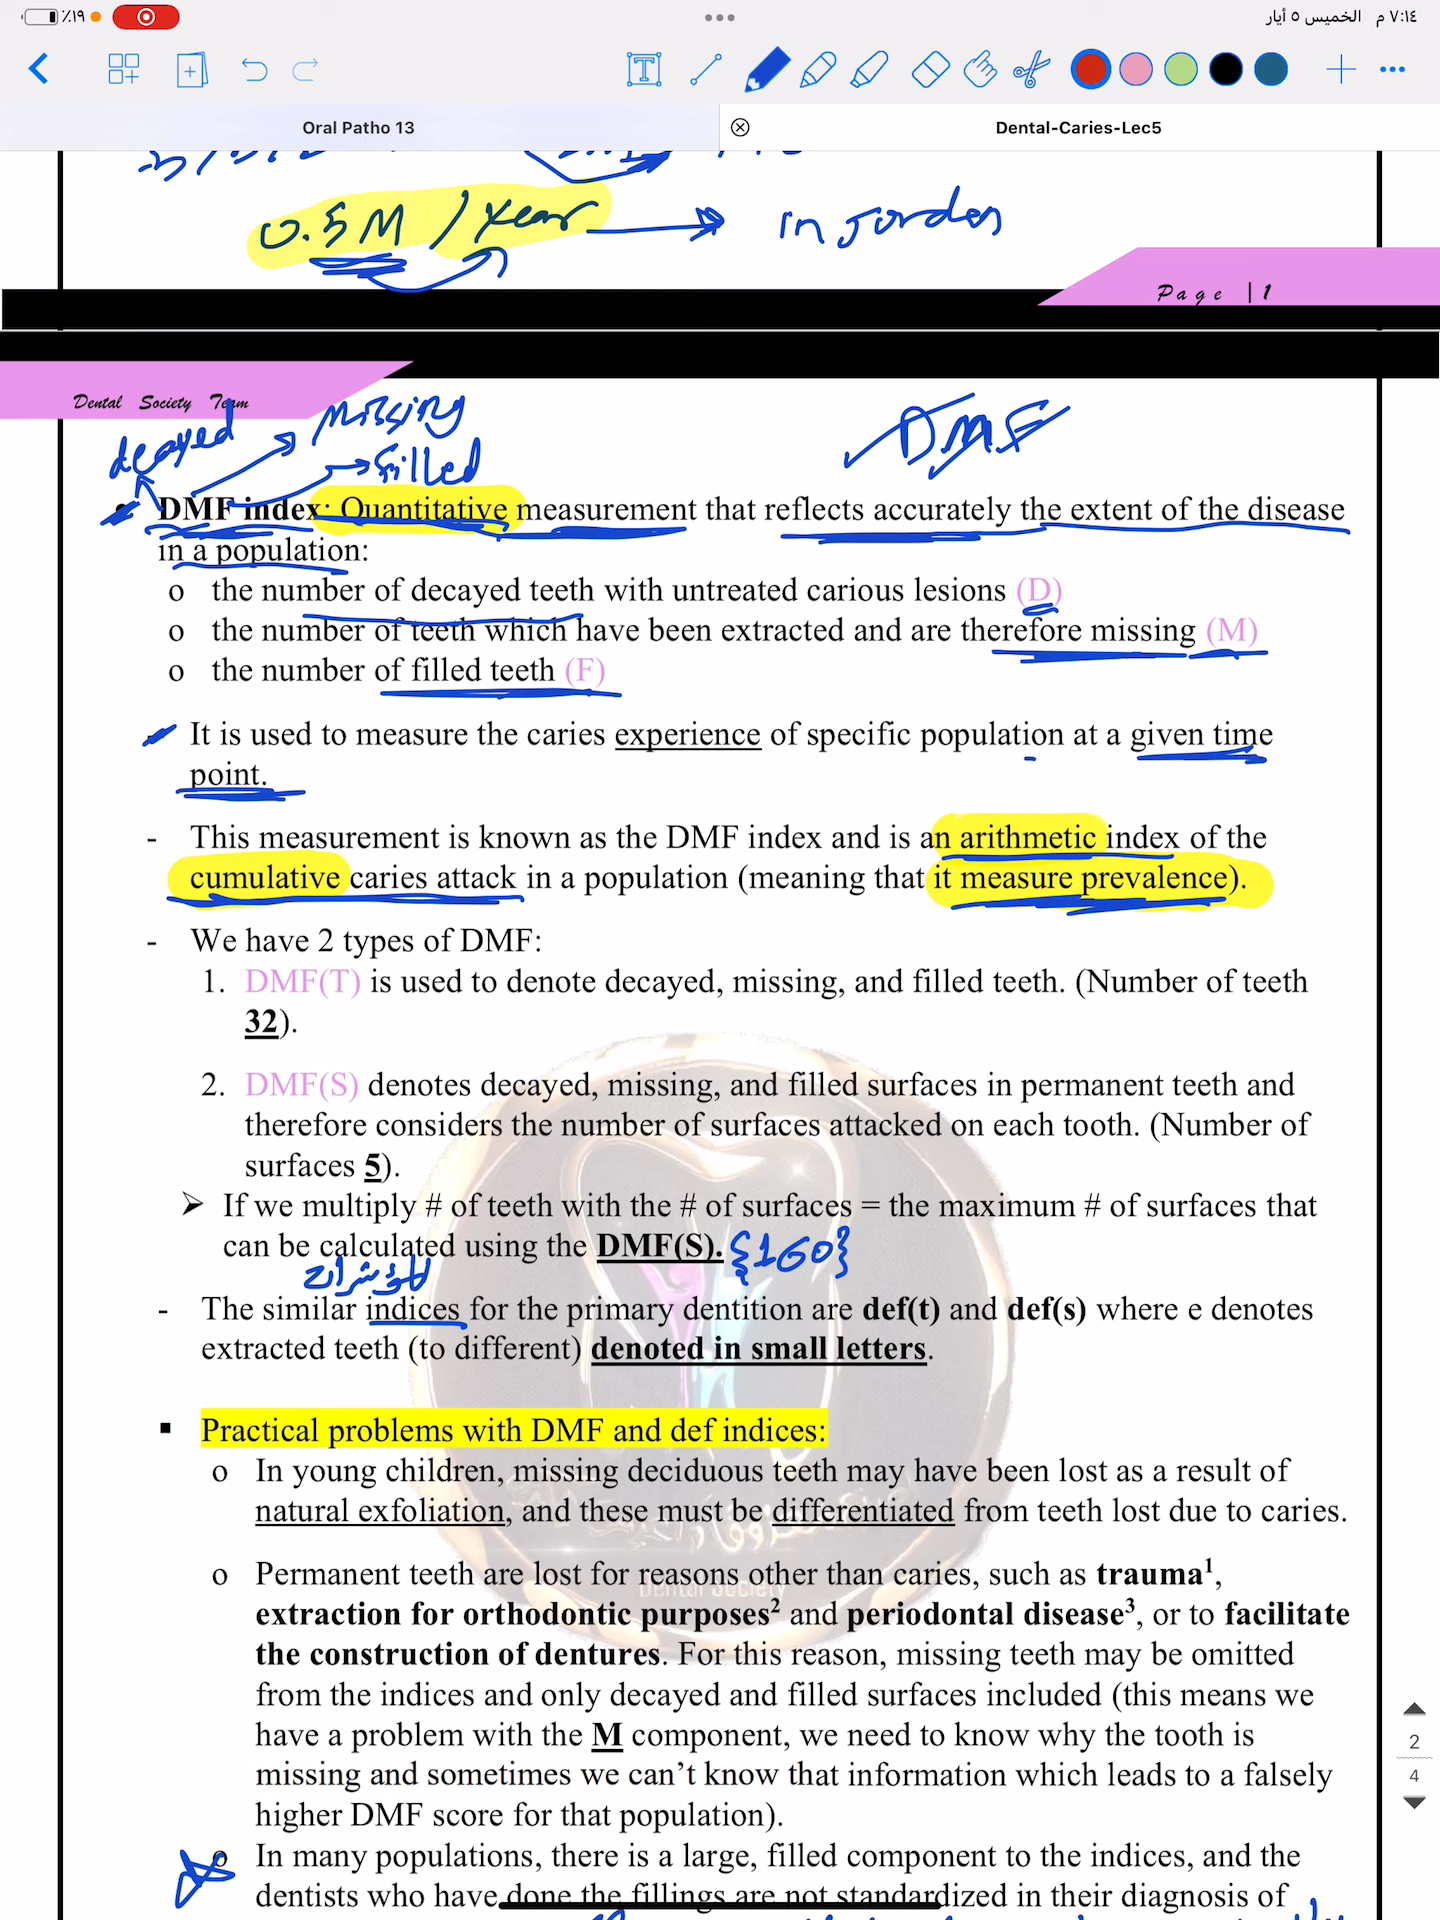 ٪١٩
٧:١٤ م الخميس ٥ أيار
Oral Patho 13
Dental-Caries-Lec5
0.5M / Year → in Jordan
Page | 1
Dental Society Team
decayed
Missing
Filled
DMF
DMF index: Quantitative measurement that reflects accurately the extent of the disease
in a population:
o the number of decayed teeth with untreated carious lesions (D)
o the number of teeth which have been extracted and are therefore missing (M)
o the number of filled teeth (F)
- It is used to measure the caries experience of specific population at a given time
point.
- This measurement is known as the DMF index and is an arithmetic index of the
cumulative caries attack in a population (meaning that it measure prevalence).
- We have 2 types of DMF:
1. DMF(T) is used to denote decayed, missing, and filled teeth. (Number of teeth
32).
2. DMF(S) denotes decayed, missing, and filled surfaces in permanent teeth and
therefore considers the number of surfaces attacked on each tooth. (Number of
surfaces 5).
➢ If we multiply # of teeth with the # of surfaces = the maximum # of surfaces that
can be calculated using the DMF(S). {160}
المؤشرات
- The similar indices for the primary dentition are def(t) and def(s) where e denotes
extracted teeth (to different) denoted in small letters.
▪ Practical problems with DMF and def indices:
o In young children, missing deciduous teeth may have been lost as a result of
natural exfoliation, and these must be differentiated from teeth lost due to caries.
o Permanent teeth are lost for reasons other than caries, such as trauma¹,
extraction for orthodontic purposes² and periodontal disease³, or to facilitate
the construction of dentures. For this reason, missing teeth may be omitted
from the indices and only decayed and filled surfaces included (this means we
have a problem with the M component, we need to know why the tooth is
missing and sometimes we can't know that information which leads to a falsely
higher DMF score for that population).
o In many populations, there is a large, filled component to the indices, and the
dentists who have done the fillings are not standardized in their diagnosis of
Dental Society
2
4